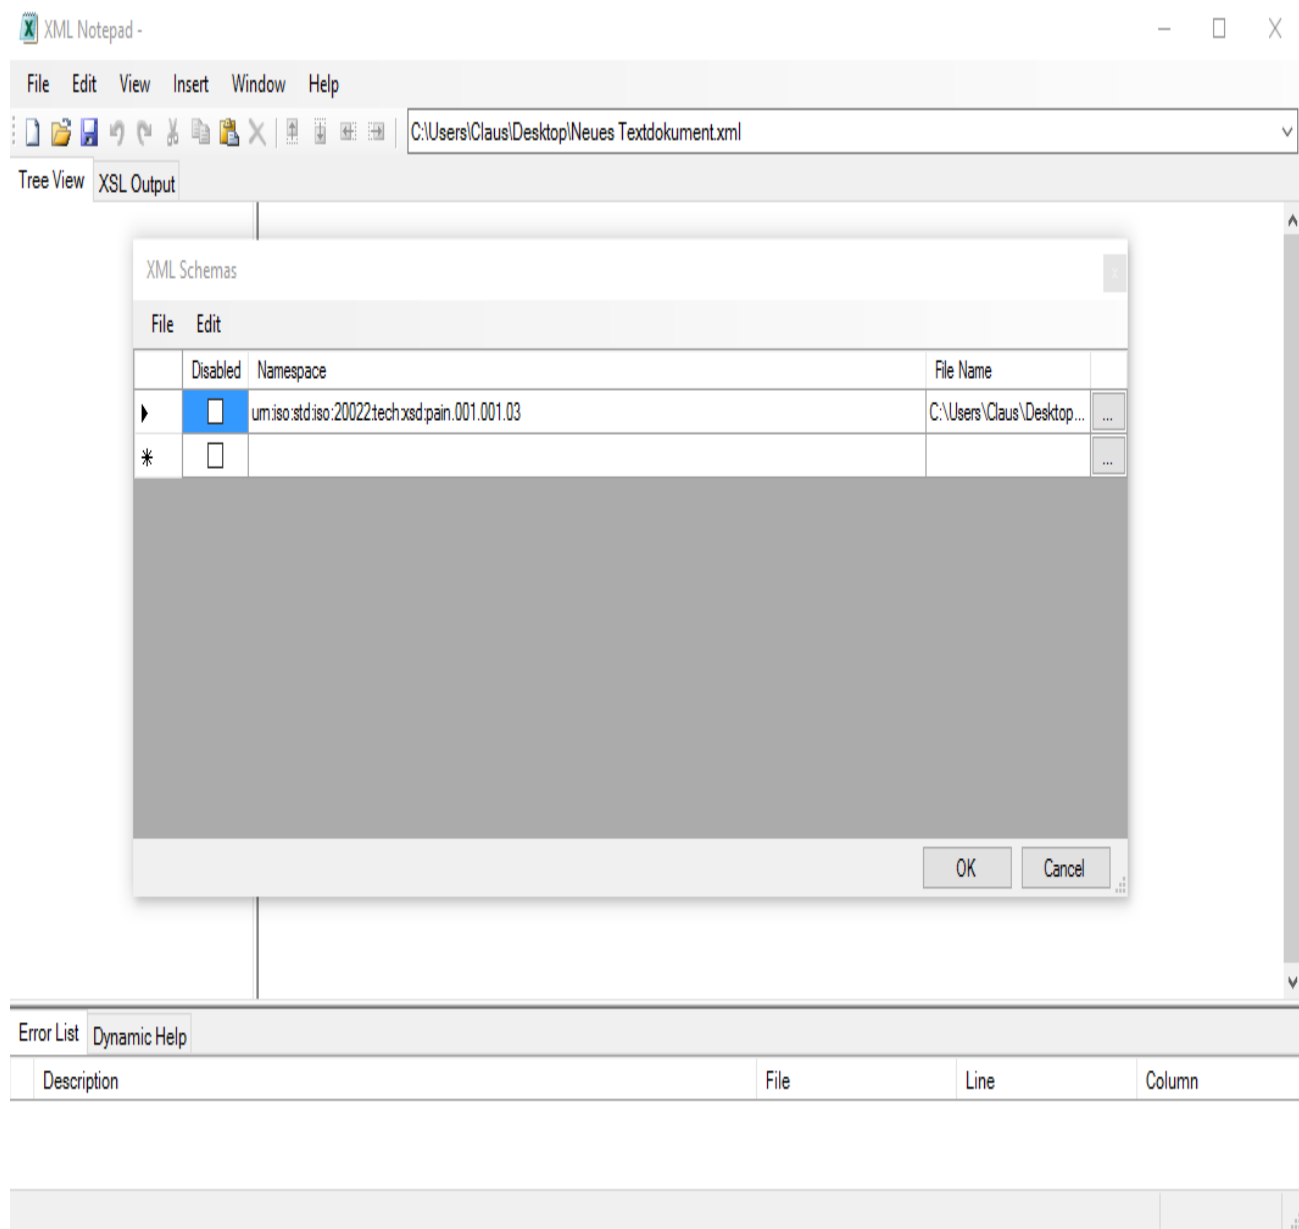 XML Notepad -
File Edit View Insert Window Help
C:\Users\Claus\Desktop\Neues Textdokument.xml
Tree View XSL Output
XML Schemas
x
File Edit
Disabled Namespace File Name
urn:iso:std:iso:20022:tech:xsd:pain.001.001.03 C:\Users\Claus\Desktop... ...
...
OK Cancel
Error List Dynamic Help
Description File Line Column